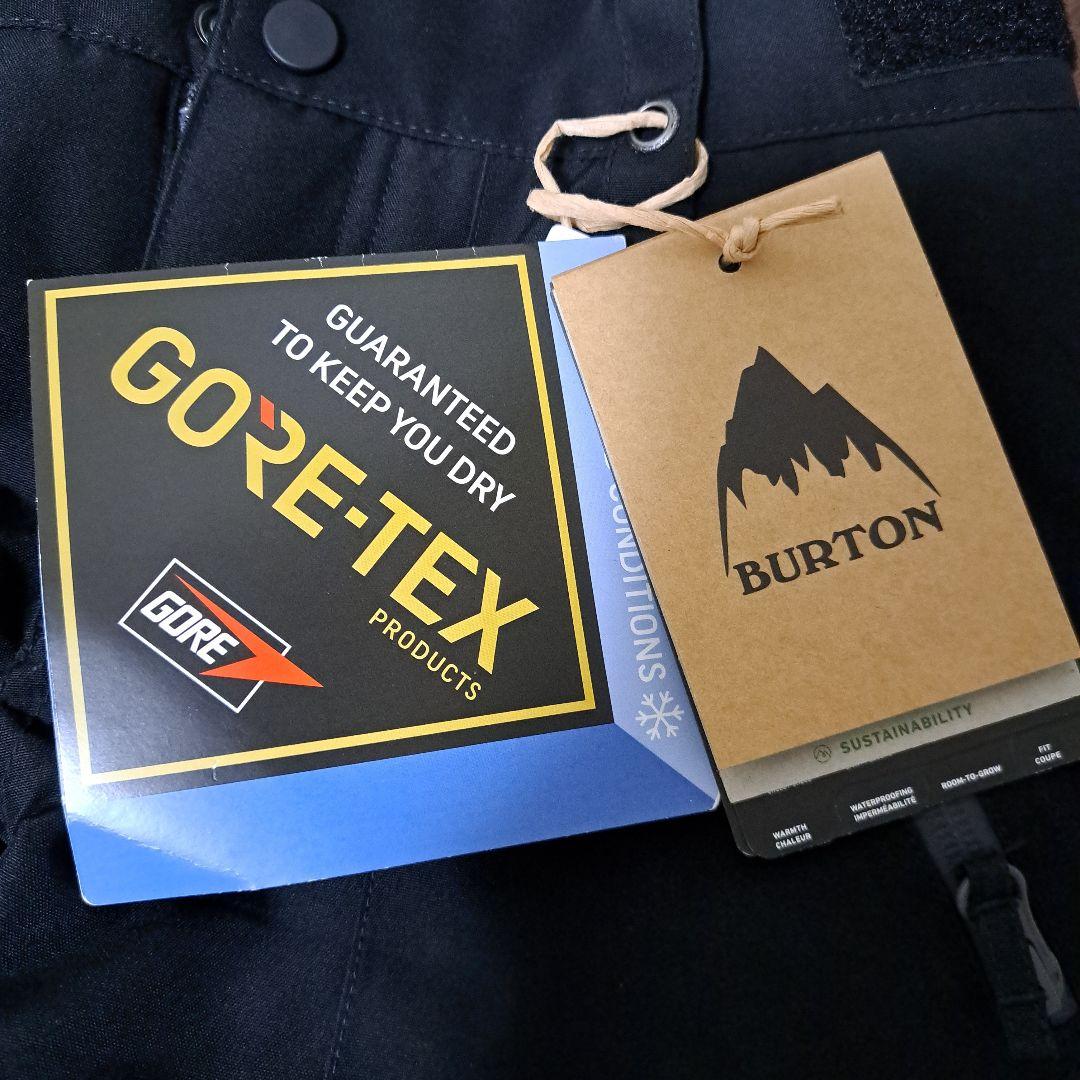 GUARANTEED
TO KEEP YOU DRY
GORE-TEX
PRODUCTS
GORE
CONDITIONS
BURTON
SUSTAINABILITY
WARMTH
CHALEUR
WATERPROOFING
IMPERMÉABILITÉ
ROOM-TO-GROW
FIT
COUPE